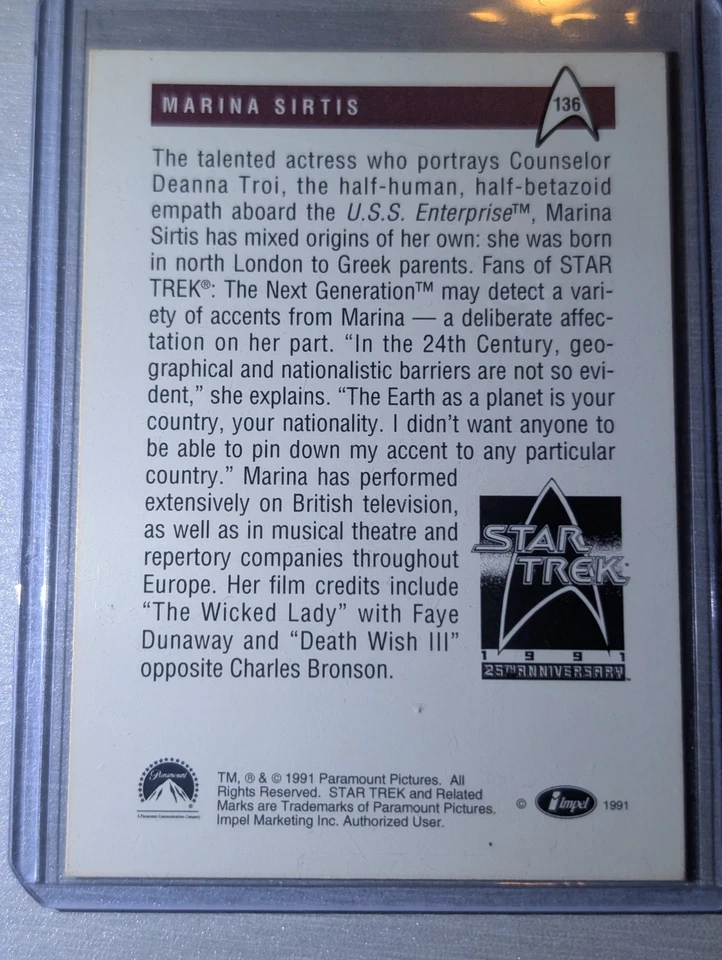 MARINA SIRTIS
136
The talented actress who portrays Counselor
Deanna Troi, the half-human, half-betazoid
empath aboard the U.S.S. Enterprise™, Marina
Sirtis has mixed origins of her own: she was born
in north London to Greek parents. Fans of STAR
TREK®: The Next Generation™ may detect a vari-
ety of accents from Marina — a deliberate affec-
tation on her part. “In the 24th Century, geo-
graphical and nationalistic barriers are not so evi-
dent,” she explains. “The Earth as a planet is your
country, your nationality. I didn’t want anyone to
be able to pin down my accent to any particular
country.” Marina has performed
extensively on British television,
as well as in musical theatre and
repertory companies throughout
Europe. Her film credits include
“The Wicked Lady” with Faye
Dunaway and “Death Wish III”
opposite Charles Bronson.
STAR
TREK
1991
25TH ANNIVERSARY™
Paramount
®
A Paramount Communications Company
TM, ® & © 1991 Paramount Pictures. All
Rights Reserved. STAR TREK and Related
Marks are Trademarks of Paramount Pictures.
Impel Marketing Inc. Authorized User.
© Impel 1991